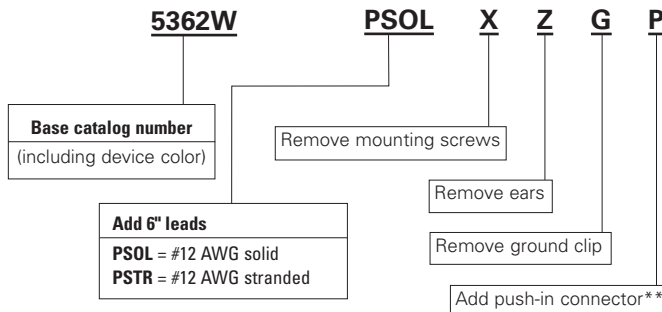 5362W PSOL X Z G P
Base catalog number
(including device color)
Remove mounting screws
Remove ears
Add 6" leads
PSOL = #12 AWG solid
PSTR = #12 AWG stranded
Remove ground clip
Add push-in connector**